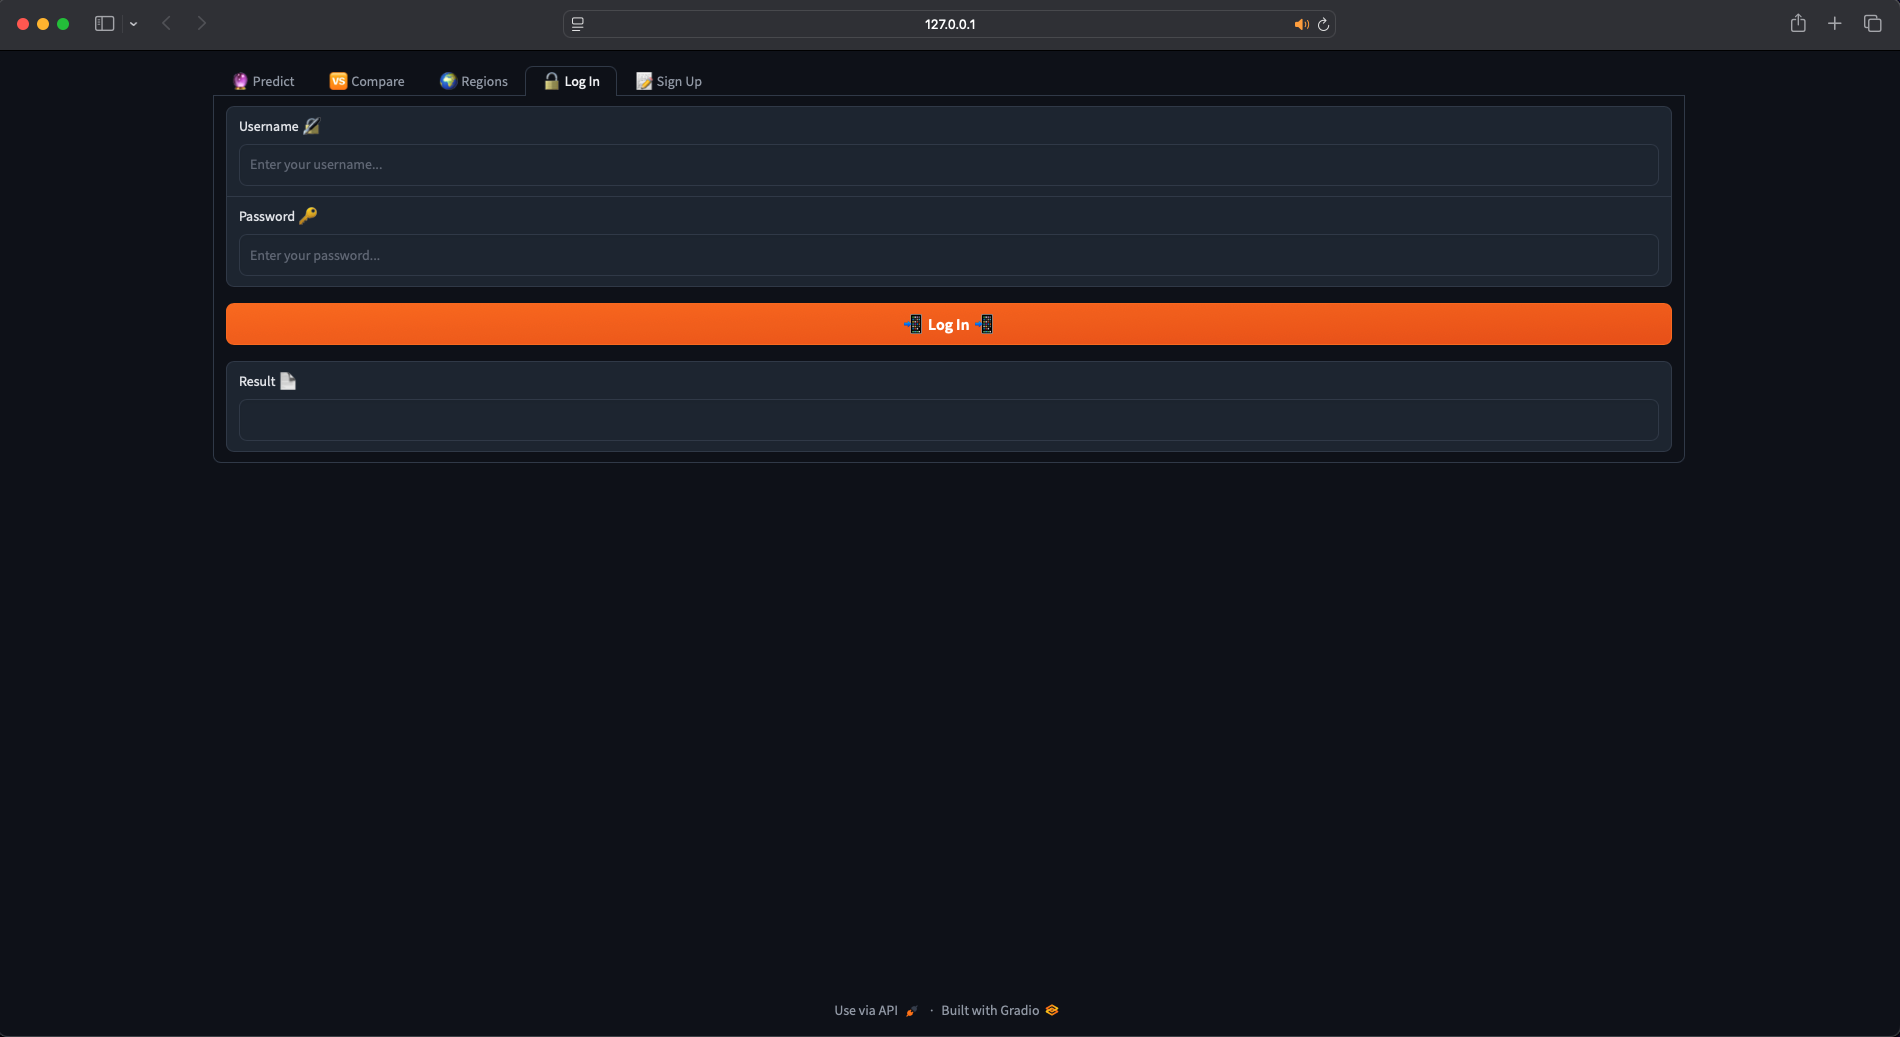 127.0.0.1
Predict VS Compare Regions Log In Sign Up
Username
Enter your username...
Password
Enter your password...
Log In
Result
Use via API · Built with Gradio